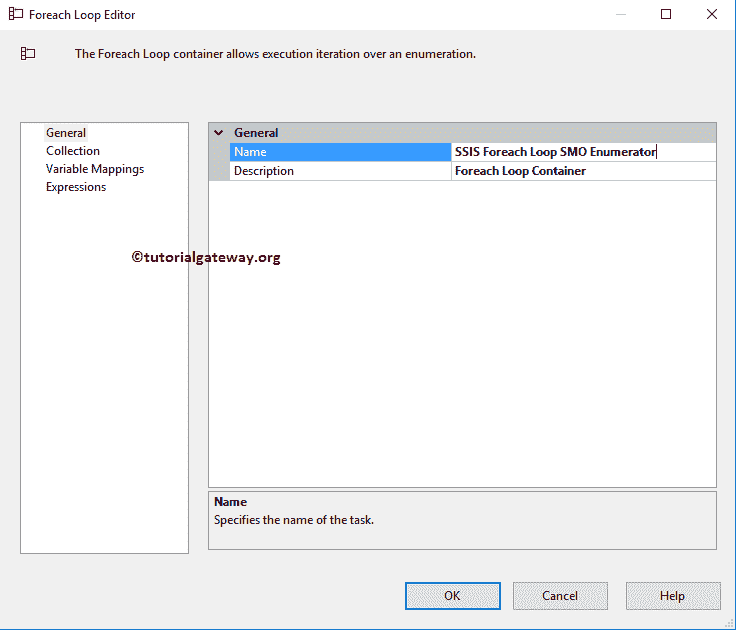 Foreach Loop Editor
The Foreach Loop container allows execution iteration over an enumeration.
General
Collection
Variable Mappings
Expressions
General
Name SSIS Foreach Loop SMO Enumerator
Description Foreach Loop Container
©tutorialgateway.org
Name
Specifies the name of the task.
OK Cancel Help